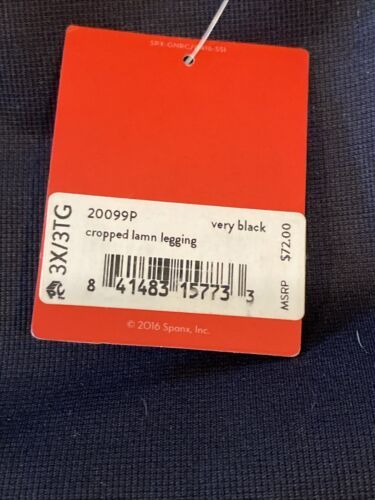 3X/3TG
20099P
very black
cropped lamn legging
8 41483 15773 3
MSRP $72.00
© 2016 Spanx, Inc.